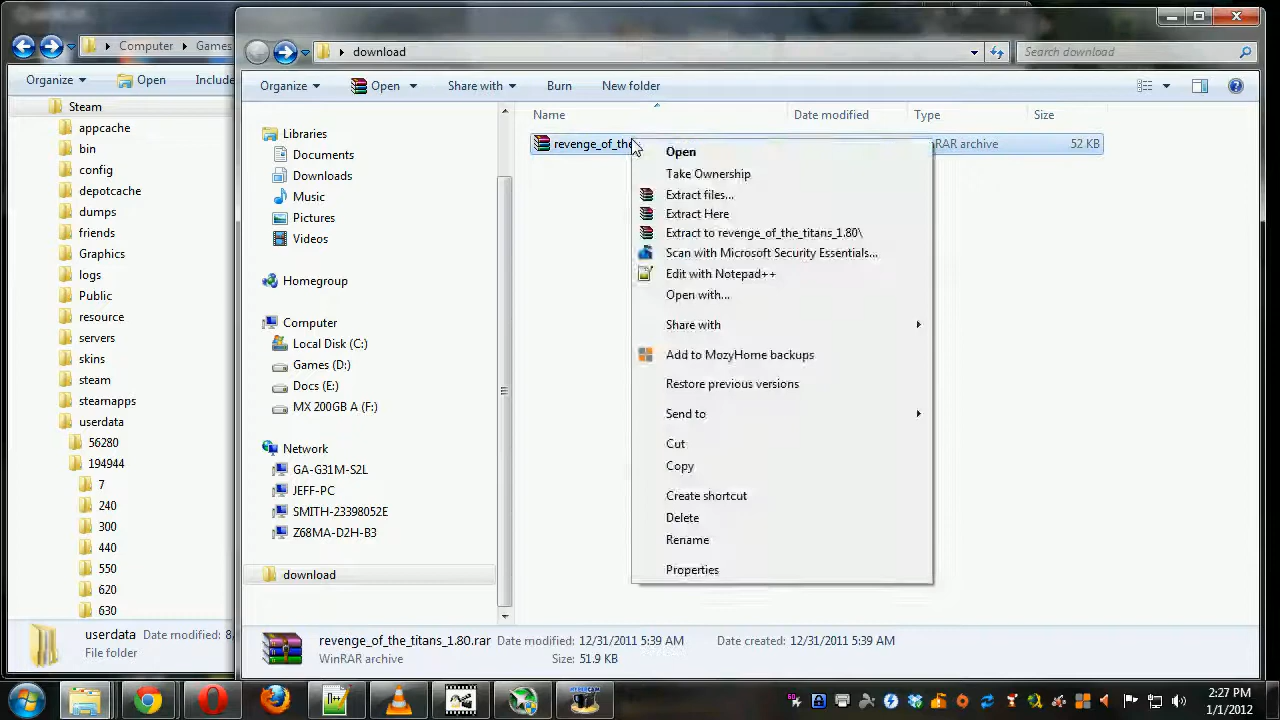 Computer
Games
Organize
Open
Include
Steam
appcache
bin
config
depotcache
dumps
friends
Graphics
logs
Public
resource
servers
skins
steam
steamapps
userdata
56280
194944
7
240
300
440
550
620
630
userdata Date modified: 8/
File folder
download
Search download
Organize
Open
Share with
Burn
New folder
Libraries
Documents
Downloads
Music
Pictures
Videos
Homegroup
Computer
Local Disk (C:)
Games (D:)
Docs (E:)
MX 200GB A (F:)
Network
GA-G31M-S2L
JEFF-PC
SMITH-23398052E
Z68MA-D2H-B3
download
Name
Date modified
Type
Size
revenge_of_the
RAR archive
52 KB
Open
Take Ownership
Extract files...
Extract Here
Extract to revenge_of_the_titans_1.80\
Scan with Microsoft Security Essentials...
Edit with Notepad++
Open with...
Share with
Add to MozyHome backups
Restore previous versions
Send to
Cut
Copy
Create shortcut
Delete
Rename
Properties
revenge_of_the_titans_1.80.rar Date modified: 12/31/2011 5:39 AM Date created: 12/31/2011 5:39 AM
WinRAR archive Size: 51.9 KB
2:27 PM
1/1/2012